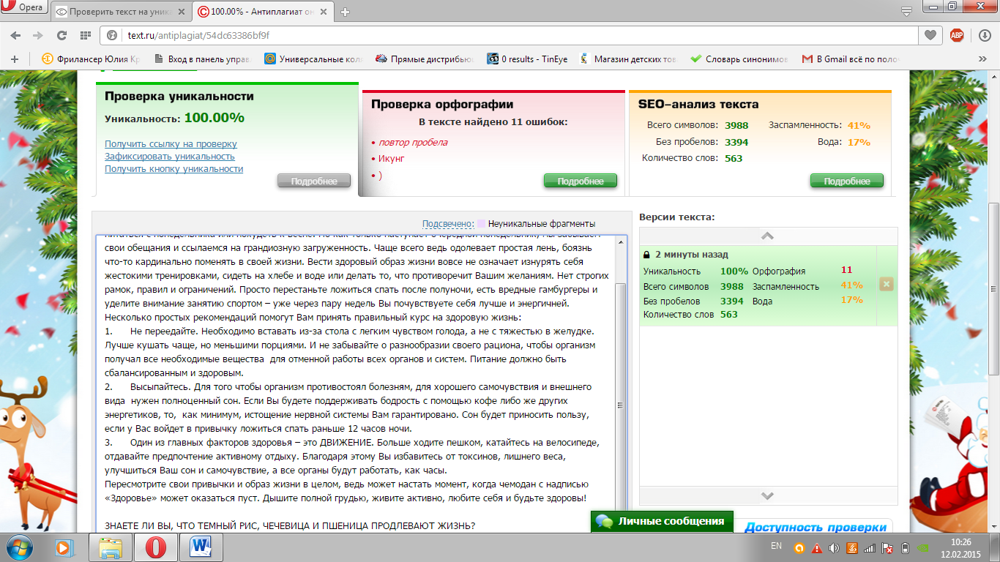 Opera
Проверить текст на уник
100.00% - Антиплагиат он
text.ru/antiplagiat/54dc63386bf9f
ABP
Фрилансер Юлия Кр
Вход в панель управ
Универсальные кол
Прямые дистрибью
0 results - TinEye
Магазин детских тов
Словарь синонимов
В Gmail всё по поло
Проверка уникальности
Уникальность: 100.00%
Получить ссылку на проверку
Зафиксировать уникальность
Получить кнопку уникальности
Подробнее
Проверка орфографии
В тексте найдено 11 ошибок:
• повтор пробела
• Икунг
• )
Подробнее
SEO-анализ текста
Всего символов: 3988 Заспамленность: 41%
Без пробелов: 3394 Вода: 17%
Количество слов: 563
Подробнее
Подсвечено: Неуникальные фрагменты
свои обещания и ссылаемся на грандиозную загруженность. Чаще всего ведь одолевает простая лень, боязнь
что-то кардинально поменять в своей жизни. Вести здоровый образ жизни вовсе не означает изнурять себя
жестокими тренировками, сидеть на хлебе и воде или делать то, что противоречит Вашим желаниям. Нет строгих
рамок, правил и ограничений. Просто перестаньте ложиться спать после полуночи, есть вредные гамбургеры и
уделите внимание занятию спортом – уже через пару недель Вы почувствуете себя лучше и энергичней.
Несколько простых рекомендаций помогут Вам принять правильный курс на здоровую жизнь:
1. Не переедайте. Необходимо вставать из-за стола с легким чувством голода, а не с тяжестью в желудке.
Лучше кушать чаще, но меньшими порциями. И не забывайте о разнообразии своего рациона, чтобы организм
получал все необходимые вещества  для отменной работы всех органов и систем. Питание должно быть
сбалансированным и здоровым.
2. Высыпайтесь. Для того чтобы организм противостоял болезням, для хорошего самочувствия и внешнего
вида  нужен полноценный сон. Если Вы будете поддерживать бодрость с помощью кофе либо же других
энергетиков, то,  как минимум, истощение нервной системы Вам гарантировано. Сон будет приносить пользу,
если у Вас войдет в привычку ложиться спать раньше 12 часов ночи.
3. Один из главных факторов здоровья – это ДВИЖЕНИЕ. Больше ходите пешком, катайтесь на велосипеде,
отдавайте предпочтение активному отдыху. Благодаря этому Вы избавитесь от токсинов, лишнего веса,
улучшиться Ваш сон и самочувствие, а все органы будут работать, как часы.
Пересмотрите свои привычки и образ жизни в целом, ведь может настать момент, когда чемодан с надписью
«Здоровье» может оказаться пуст. Дышите полной грудью, живите активно, любите себя и будьте здоровы!
ЗНАЕТЕ ЛИ ВЫ, ЧТО ТЕМНЫЙ РИС, ЧЕЧЕВИЦА И ПШЕНИЦА ПРОДЛЕВАЮТ ЖИЗНЬ?
Версии текста:
2 минуты назад
Уникальность 100% Орфография 11
Всего символов 3988 Заспамленность 41%
Без пробелов 3394 Вода 17%
Количество слов 563
Личные сообщения
Доступность проверки
EN
10:26
12.02.2015